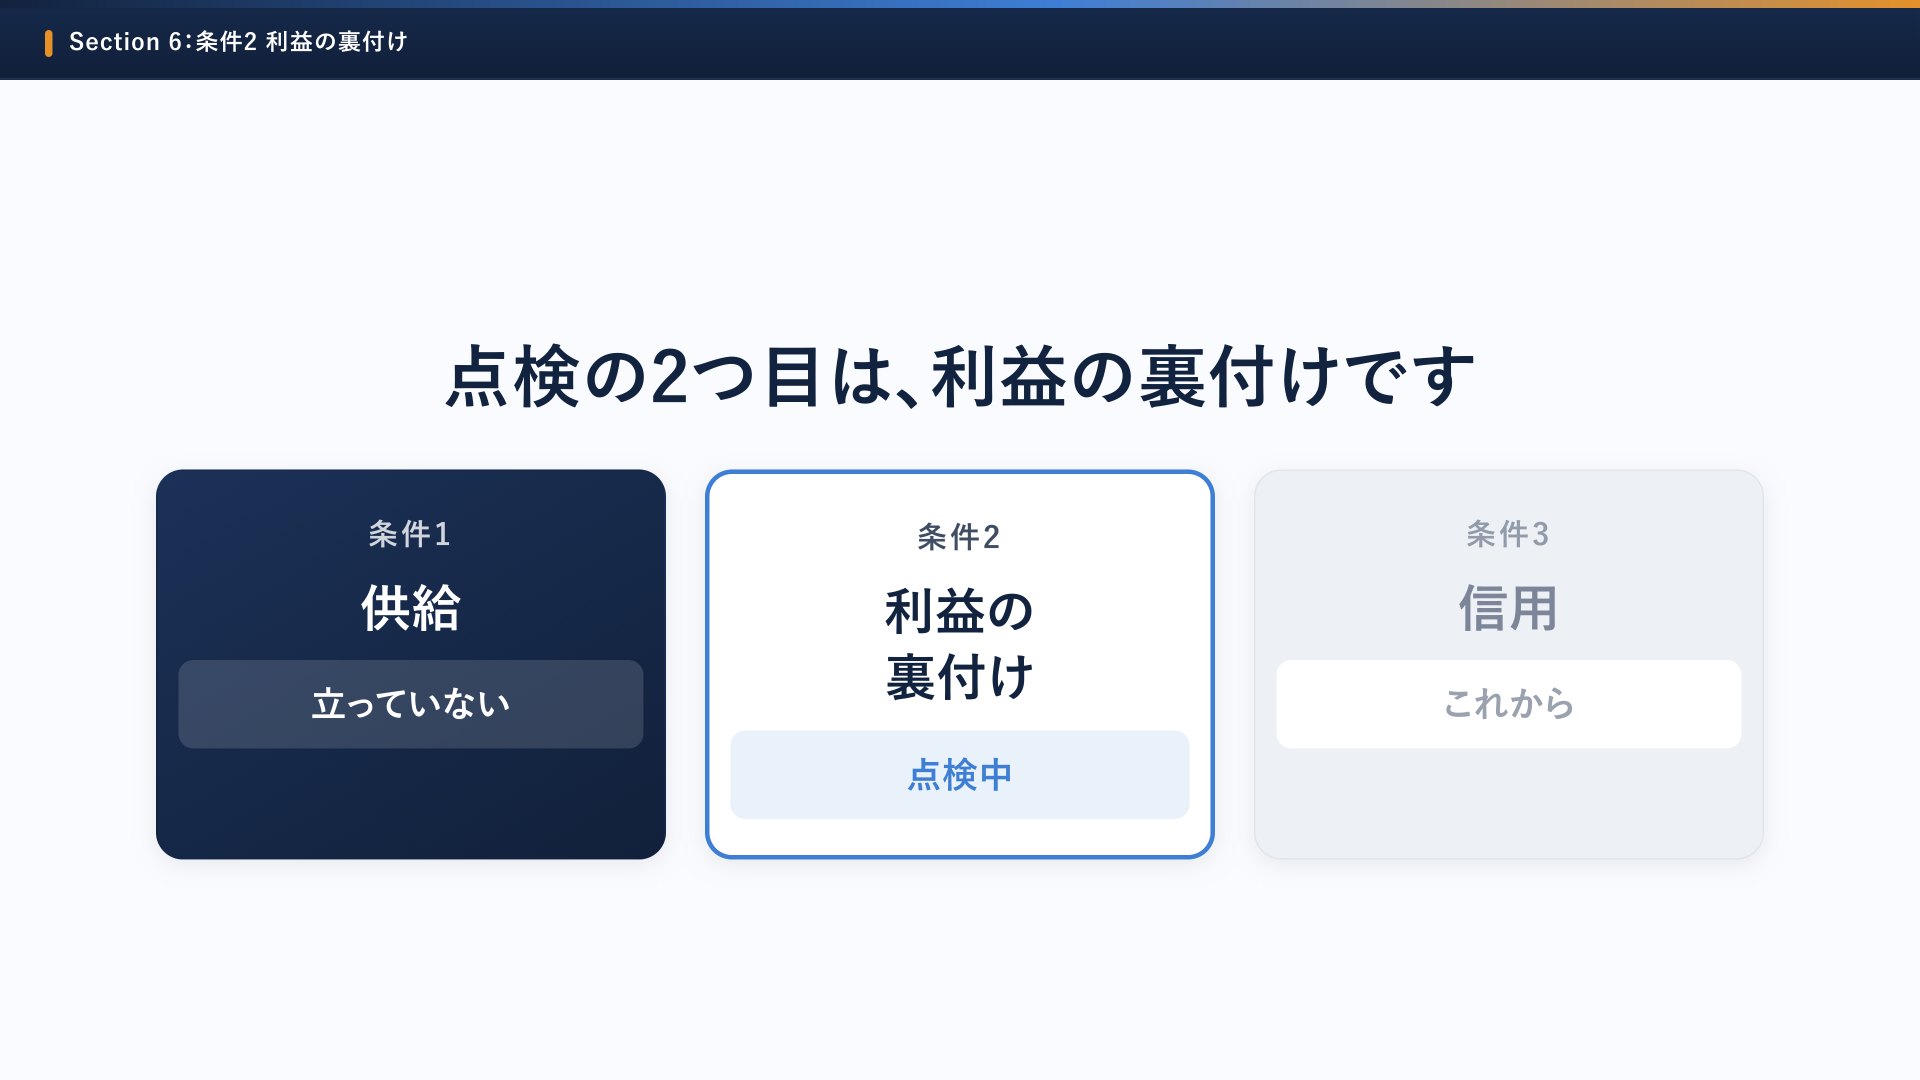 Section 6：条件2 利益の裏付け
点検の2つ目は、利益の裏付けです
条件1
供給
立っていない
条件2
利益の
裏付け
点検中
条件3
信用
これから